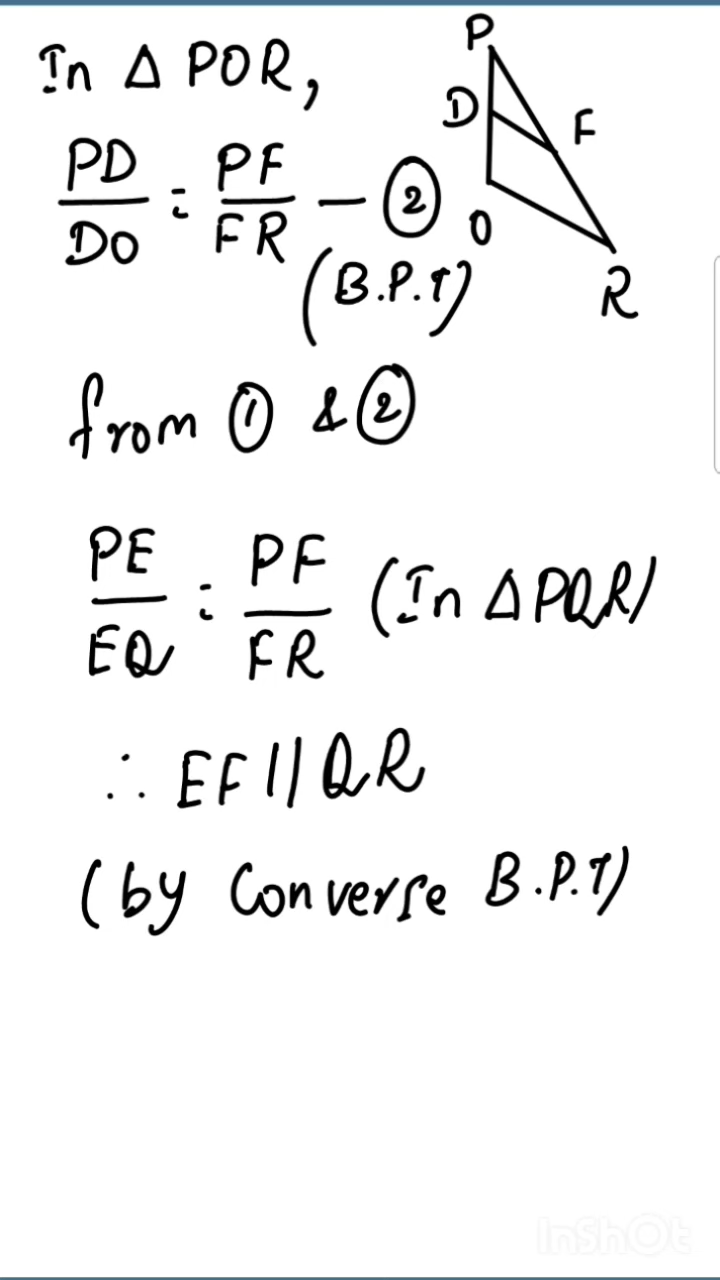 In Δ POR,
PD/DO = PF/FR — ②
(B.P.T)
P
D
F
O
R
from ① & ②
PE/EQ = PF/FR (In Δ PQR)
∴ EF || QR
(by Converse B.P.T)
InShOt